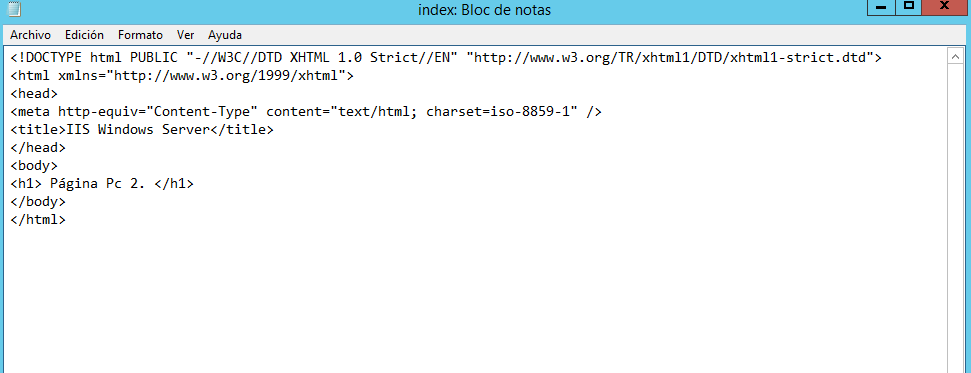 index: Bloc de notas
Archivo Edición Formato Ver Ayuda
<!DOCTYPE html PUBLIC "-//W3C//DTD XHTML 1.0 Strict//EN" "http://www.w3.org/TR/xhtml1/DTD/xhtml1-strict.dtd">
<html xmlns="http://www.w3.org/1999/xhtml">
<head>
<meta http-equiv="Content-Type" content="text/html; charset=iso-8859-1" />
<title>IIS Windows Server</title>
</head>
<body>
<h1> Página Pc 2. </h1>
</body>
</html>